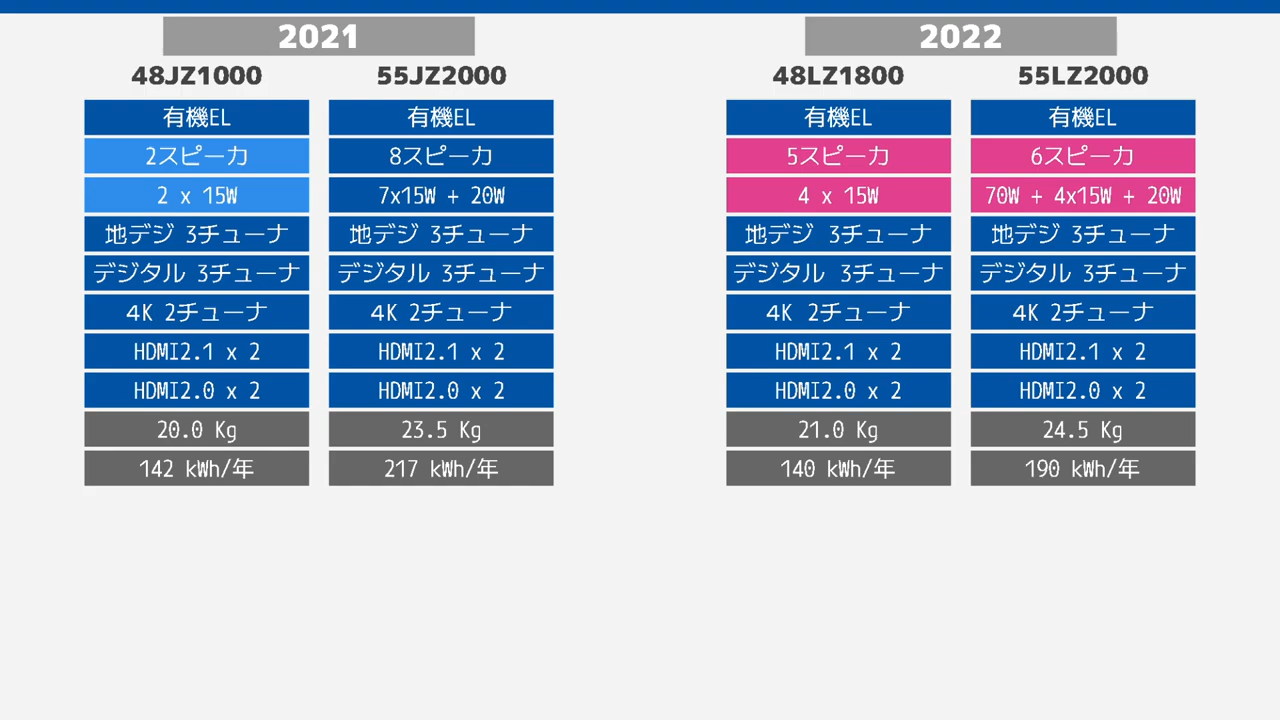 2021
48JZ1000
有機EL
2スピーカ
2 x 15W
地デジ 3チューナ
デジタル 3チューナ
4K 2チューナ
HDMI2.1 x 2
HDMI2.0 x 2
20.0 Kg
142 kWh/年
55JZ2000
有機EL
8スピーカ
7x15W + 20W
地デジ 3チューナ
デジタル 3チューナ
4K 2チューナ
HDMI2.1 x 2
HDMI2.0 x 2
23.5 Kg
217 kWh/年
2022
48LZ1800
有機EL
5スピーカ
4 x 15W
地デジ 3チューナ
デジタル 3チューナ
4K 2チューナ
HDMI2.1 x 2
HDMI2.0 x 2
21.0 Kg
140 kWh/年
55LZ2000
有機EL
6スピーカ
70W + 4x15W + 20W
地デジ 3チューナ
デジタル 3チューナ
4K 2チューナ
HDMI2.1 x 2
HDMI2.0 x 2
24.5 Kg
190 kWh/年